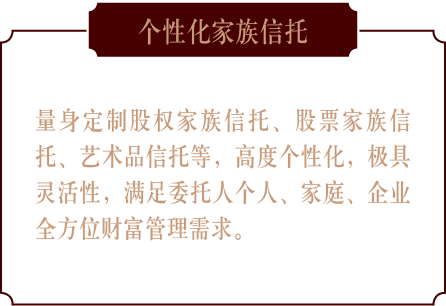 个性化家族信托
量身定制股权家族信托、股票家族信
托、艺术品信托等，高度个性化，极具
灵活性，满足委托人个人、家庭、企业
全方位财富管理需求。